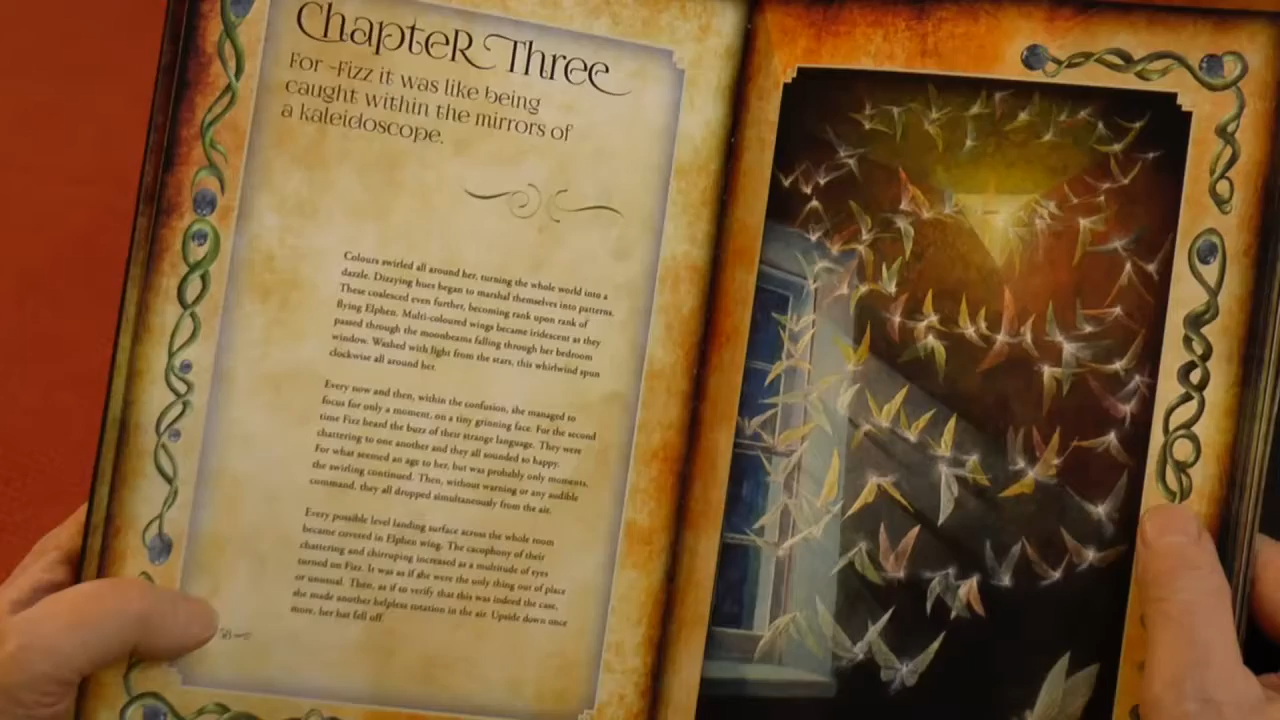 Chapter Three
For -Fizz it was like being
caught within the mirrors of
a kaleidoscope.
Colours swirled all around her, turning the whole world into a
dazzle. Dizzying hues began to marshal themselves into patterns.
These coalesced even further, becoming rank upon rank of
flying Elphen. Multi-coloured wings became iridescent as they
passed through the moonbeams falling through her bedroom
window. Washed with light from the stars, this whirlwind spun
clockwise all around her.
Every now and then, within the confusion, she managed to
focus for only a moment, on a tiny grinning face. For the second
time Fizz heard the buzz of their strange language. They were
chattering to one another and they all sounded so happy.
For what seemed an age to her, but was probably only moments,
the swirling continued. Then, without warning or any audible
command, they all dropped simultaneously from the air.
Every possible level landing surface across the whole room
became covered in Elphen wing. The cacophony of their
chattering and chirruping increased as a multitude of eyes
turned on Fizz. It was as if she were the only thing out of place
or unusual. Then, as if to verify that this was indeed the case,
she made another helpless rotation in the air. Upside down once
more, her hat fell off.